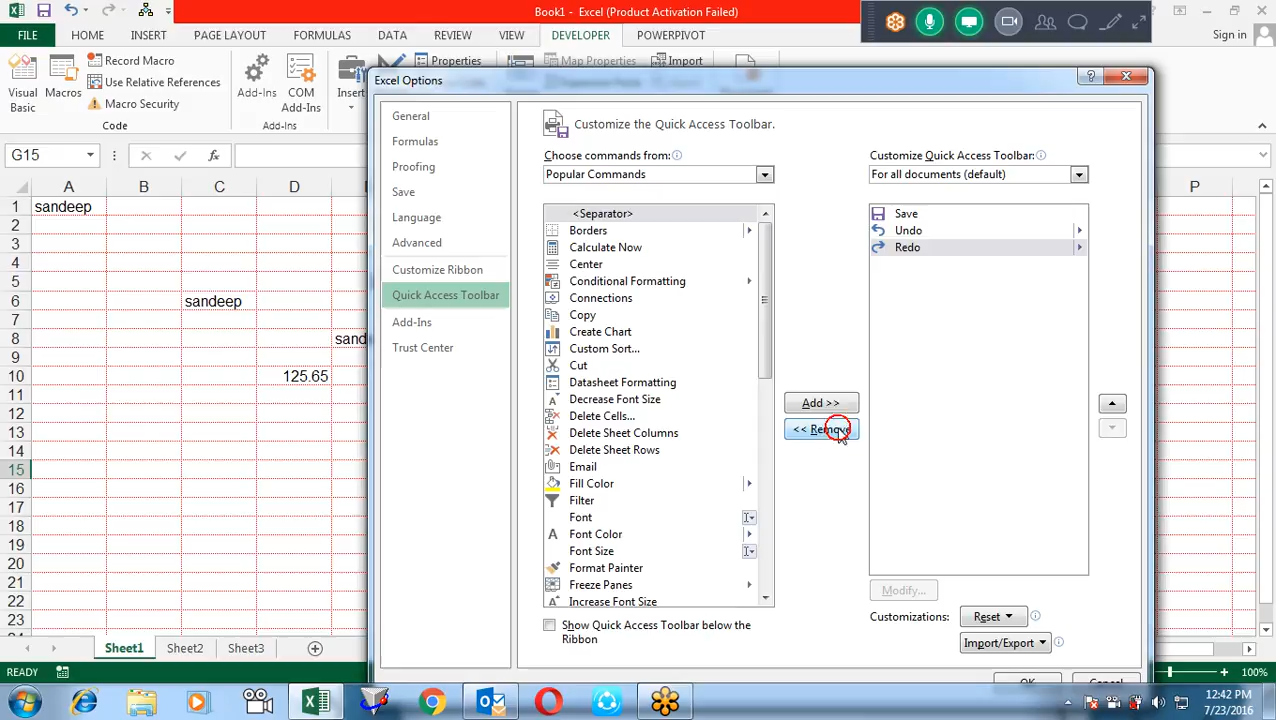 Book1 - Excel (Product Activation Failed)
FILE HOME INSERT PAGE LAYOUT FORMULAS DATA REVIEW VIEW DEVELOPER POWERPIVOT Sign in
Record Macro
Use Relative References
Macro Security
Visual Basic
Macros
Code
Add-Ins
COM Add-Ins
Add-Ins
Insert
Properties
Map Properties
Import
G15
Excel Options
General
Formulas
Proofing
Save
Language
Advanced
Customize Ribbon
Quick Access Toolbar
Add-Ins
Trust Center
Customize the Quick Access Toolbar.
Choose commands from:
Popular Commands
<Separator>
Borders
Calculate Now
Center
Conditional Formatting
Connections
Copy
Create Chart
Custom Sort...
Cut
Datasheet Formatting
Decrease Font Size
Delete Cells...
Delete Sheet Columns
Delete Sheet Rows
Email
Fill Color
Filter
Font
Font Color
Font Size
Format Painter
Freeze Panes
Increase Font Size
Show Quick Access Toolbar below the
Ribbon
Add >>
<< Remove
Customize Quick Access Toolbar:
For all documents (default)
Save
Undo
Redo
Modify...
Customizations: Reset
Import/Export
OK Cancel
A B C D P
1 sandeep
2
3
4
5
6 sandeep
7
8 sand
9
10 125.65
11
12
13
14
15
16
17
18
19
20
21
22
23
Sheet1 Sheet2 Sheet3
READY
100%
12:42 PM
7/23/2016